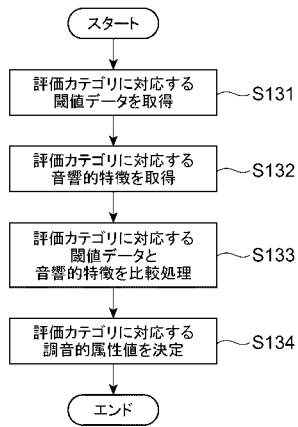 スタート
評価カテゴリに対応する
閾値データを取得
S131
評価カテゴリに対応する
音響的特徴を取得
S132
評価カテゴリに対応する
閾値データと
音響的特徴を比較処理
S133
評価カテゴリに対応する
調音的属性値を決定
S134
エンド